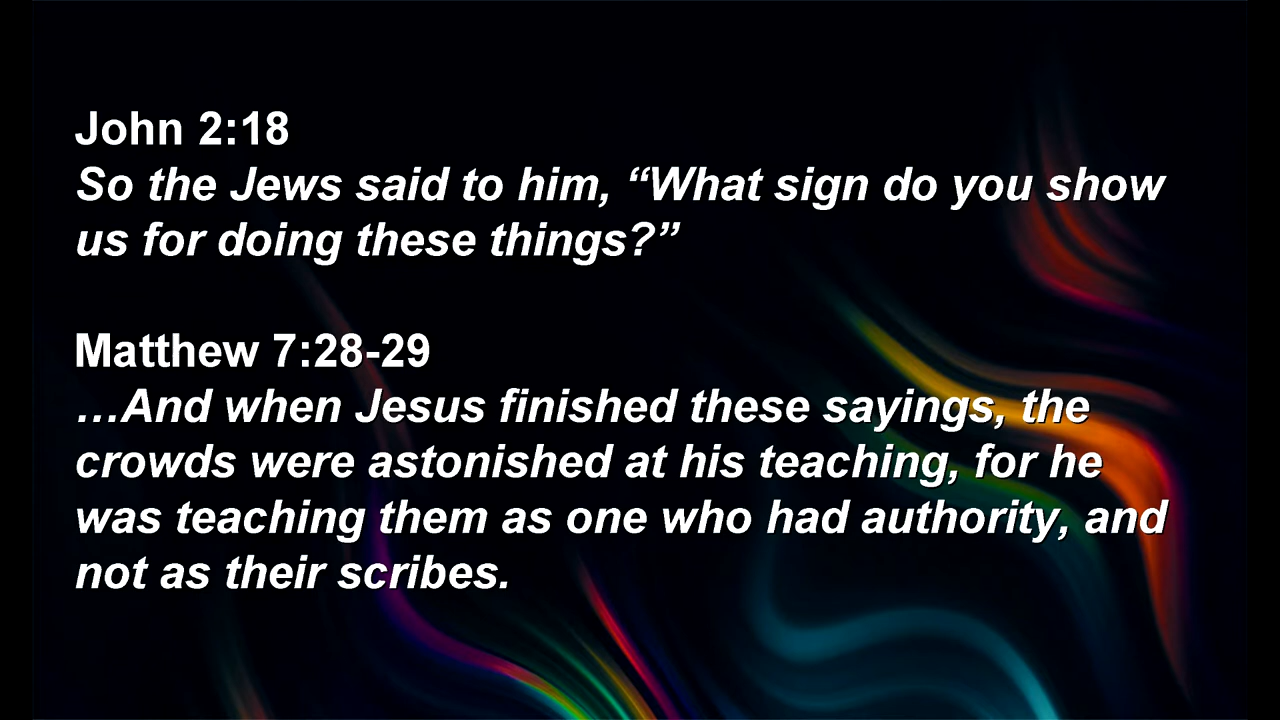 John 2:18
So the Jews said to him, “What sign do you show
us for doing these things?”
Matthew 7:28-29
…And when Jesus finished these sayings, the
crowds were astonished at his teaching, for he
was teaching them as one who had authority, and
not as their scribes.